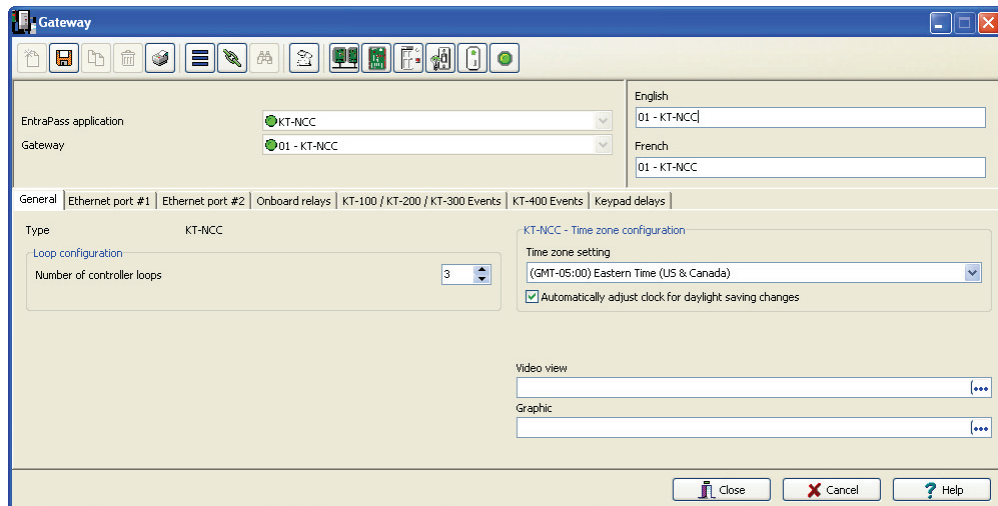 Gateway
English
EntraPass application
KT-NCC
01 - KT-NCC
Gateway
01 - KT-NCC
French
01 - KT-NCC
General
Ethernet port #1
Ethernet port #2
Onboard relays
KT-100 / KT-200 / KT-300 Events
KT-400 Events
Keypad delays
Type
KT-NCC
Loop configuration
Number of controller loops
3
KT-NCC - Time zone configuration
Time zone setting
(GMT-05:00) Eastern Time (US & Canada)
Automatically adjust clock for daylight saving changes
Video view
Graphic
Close
Cancel
Help